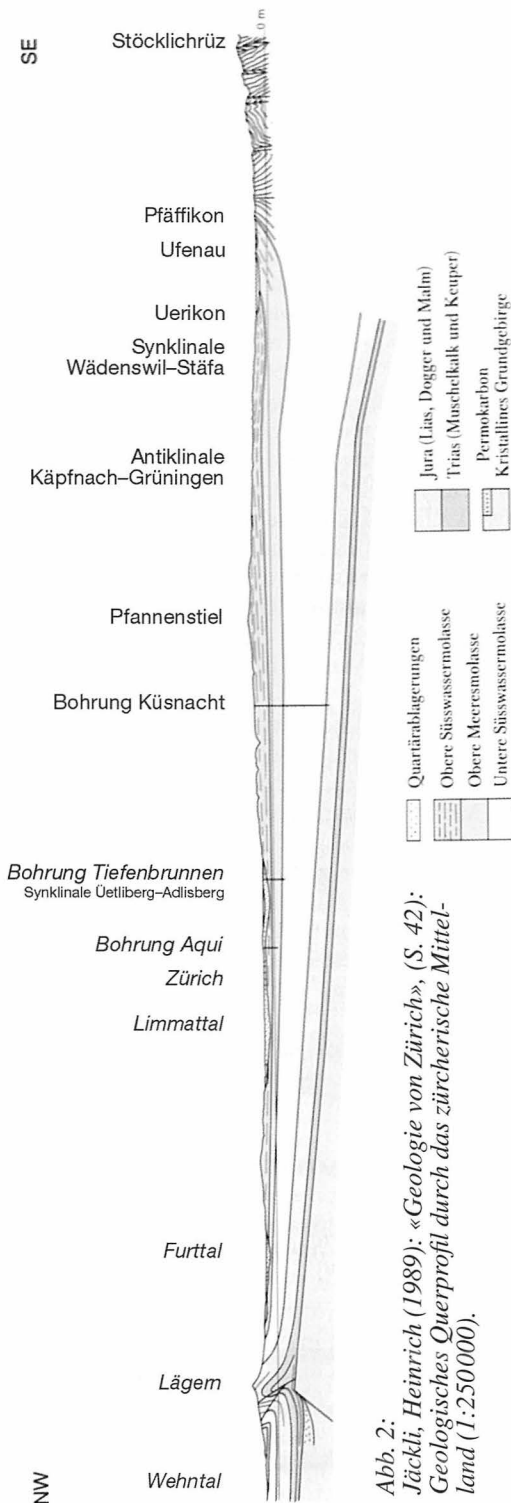 SE
Stöcklichrüz
0 m
Pfäffikon
Ufenau
Uerikon
Synklinale
Wädenswil–Stäfa
Antiklinale
Käpfnach–Grüningen
Pfannenstiel
Bohrung Küsnacht
Bohrung Tiefenbrunnen
Synklinale Üetliberg–Adlisberg
Bohrung Aqui
Zürich
Limmattal
Furttal
Lägern
Wehntal
NW
Quartärablagerungen
Obere Süsswassermolasse
Obere Meeresmolasse
Untere Süsswassermolasse
Jura (Lias, Dogger und Malm)
Trias (Muschelkalk und Keuper)
Permokarbon
Kristallines Grundgebirge
Abb. 2:
Jäckli, Heinrich (1989): «Geologie von Zürich», (S. 42):
Geologisches Querprofil durch das zürcherische Mittel-
land (1:250 000).